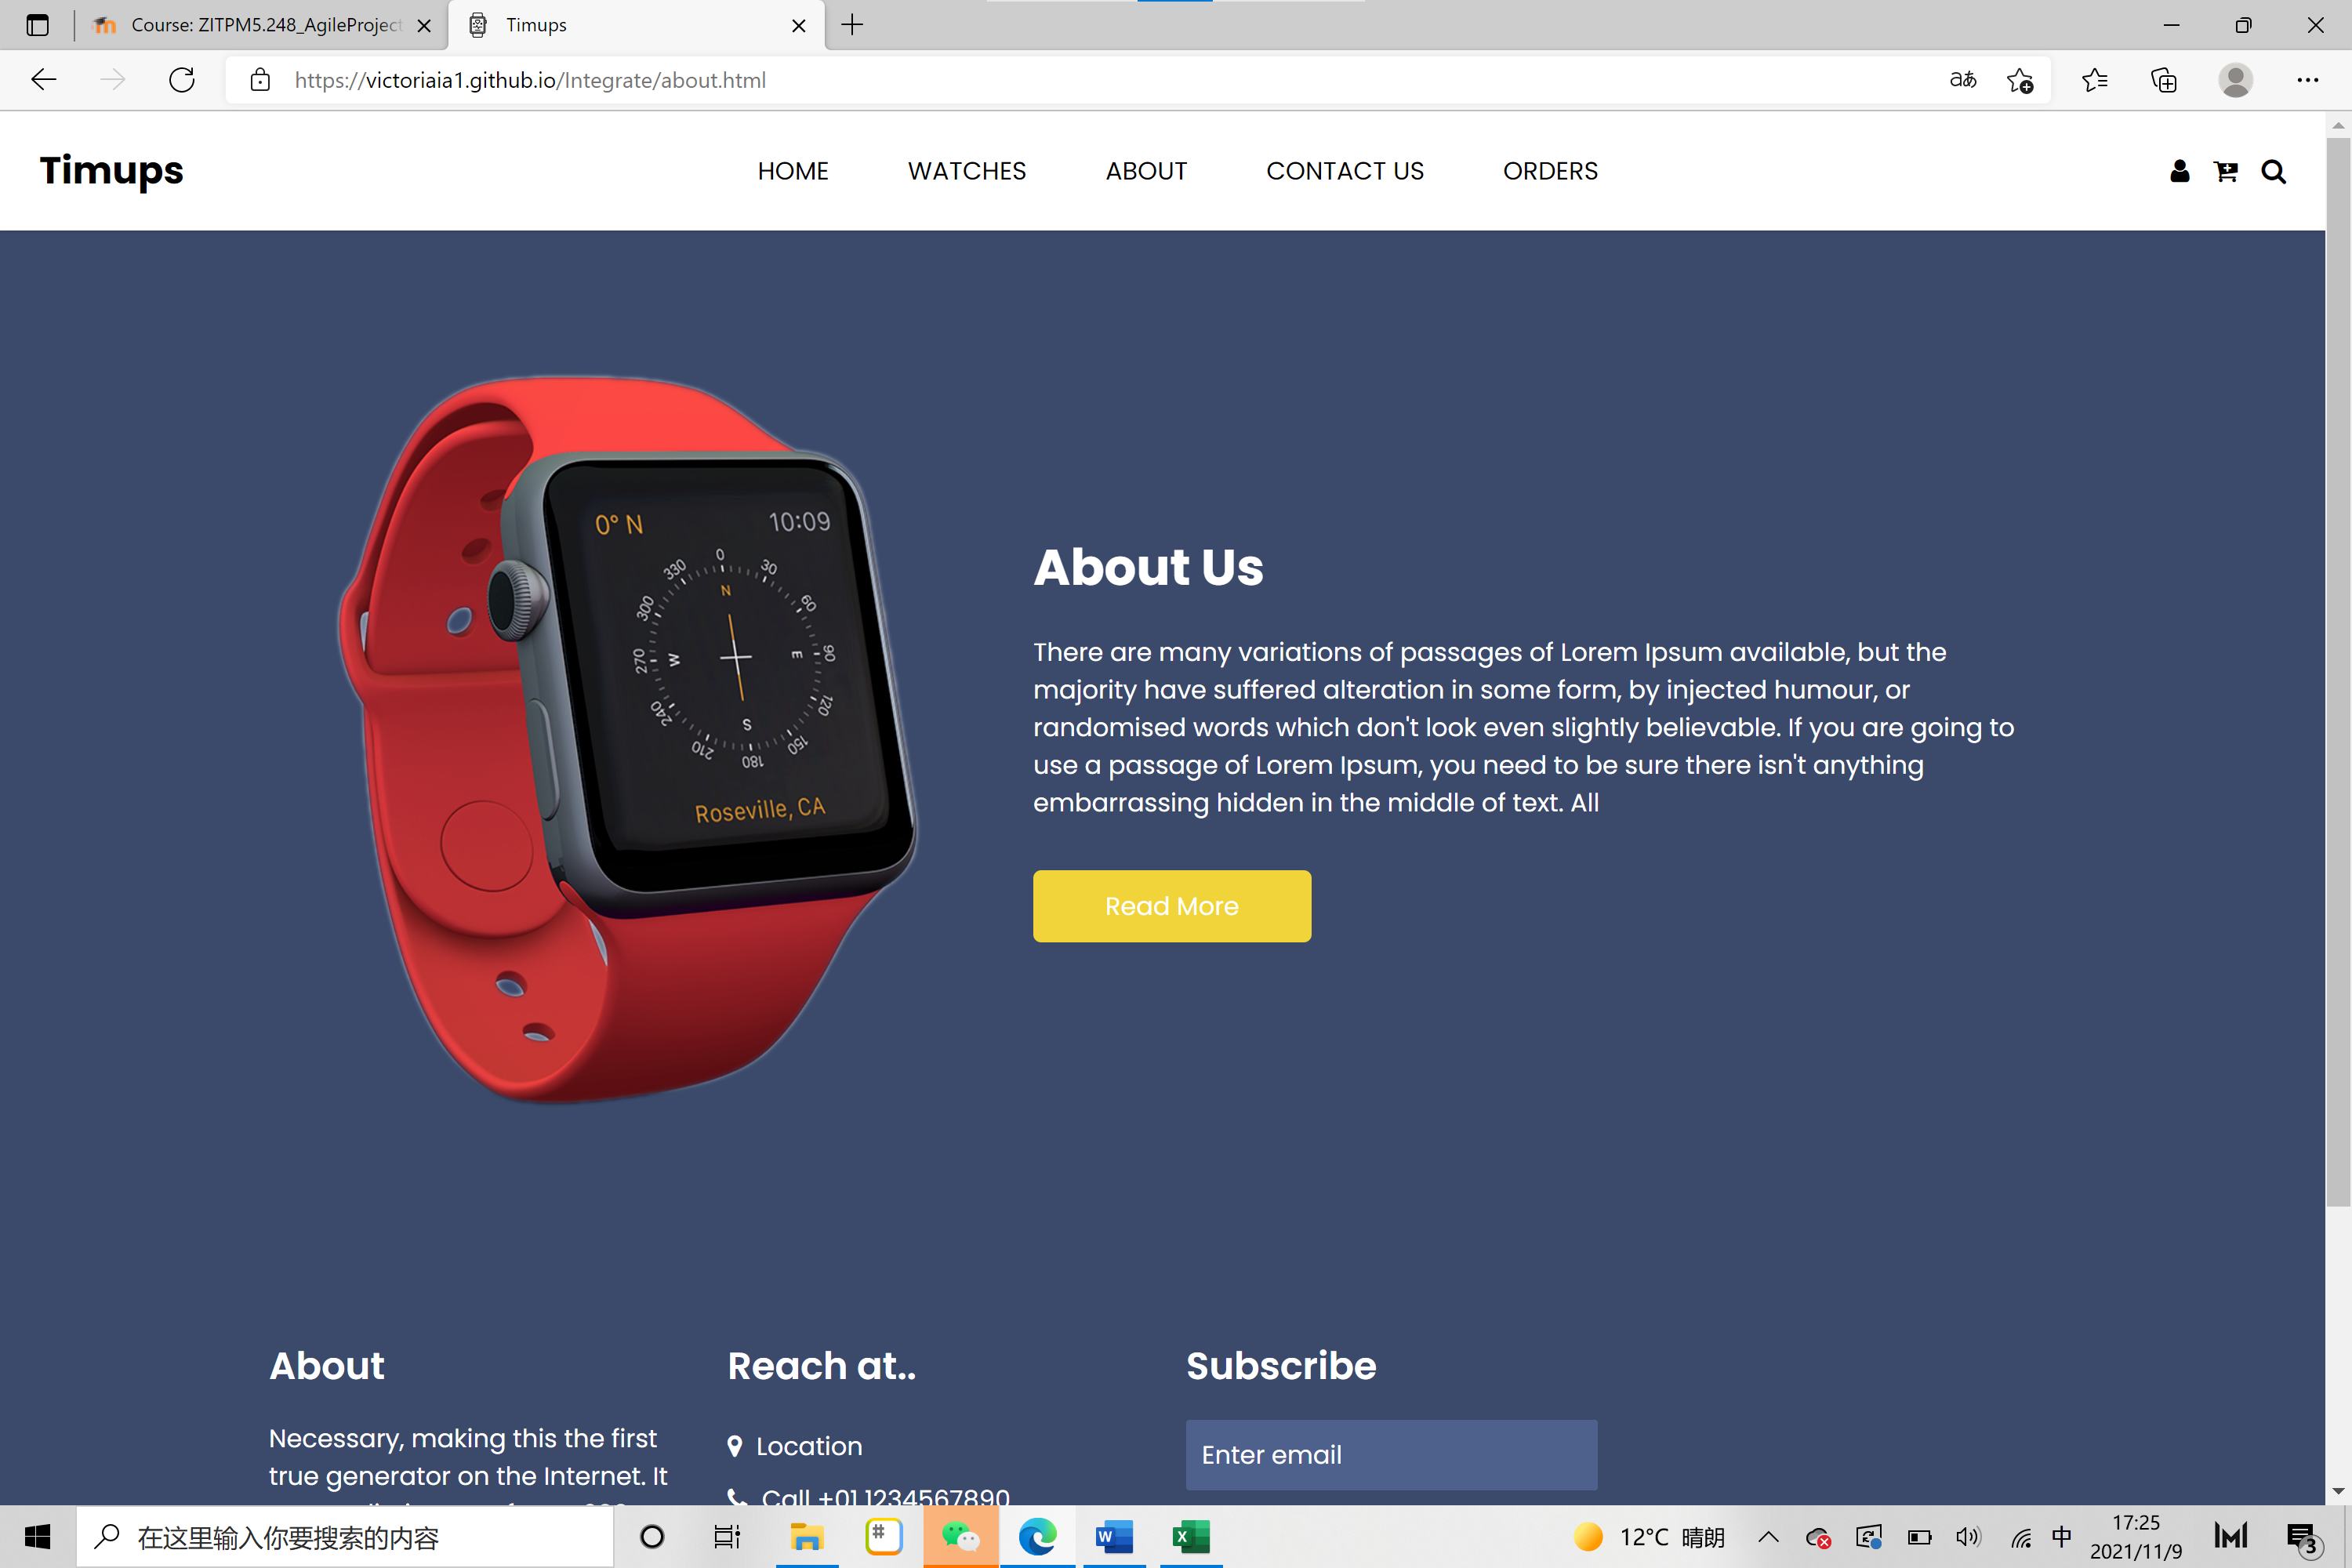 Course: ZITPM5.248_AgileProject
Timups
https://victoriaia1.github.io/Integrate/about.html
aあ
Timups
HOME
WATCHES
ABOUT
CONTACT US
ORDERS
0° N
10:09
0
30
60
90
120
150
180
210
240
270
300
330
N
E
S
W
Roseville, CA
About Us
There are many variations of passages of Lorem Ipsum available, but the
majority have suffered alteration in some form, by injected humour, or
randomised words which don't look even slightly believable. If you are going to
use a passage of Lorem Ipsum, you need to be sure there isn't anything
embarrassing hidden in the middle of text. All
Read More
About
Necessary, making this the first
true generator on the Internet. It
Reach at..
Location
Call +01 1234567890
Subscribe
Enter email
在这里输入你要搜索的内容
12°C 晴朗
中
17:25
2021/11/9
3